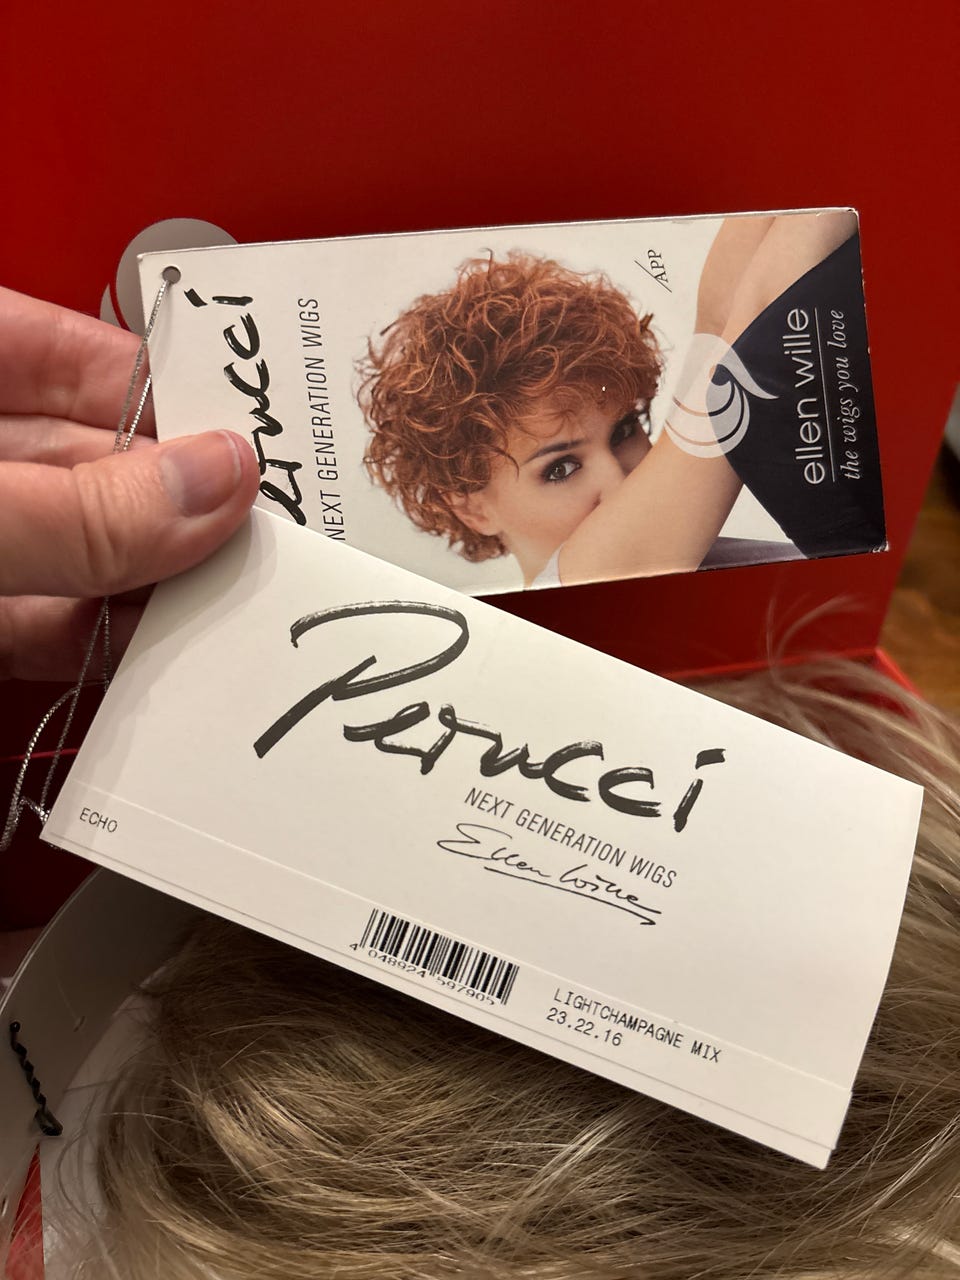 Perucci
NEXT GENERATION WIGS
/APP
ellen wille
the wigs you love
Perucci
NEXT GENERATION WIGS
Ellen Wille
ECHO
4 048924 597905
LIGHTCHAMPAGNE MIX
23.22.16